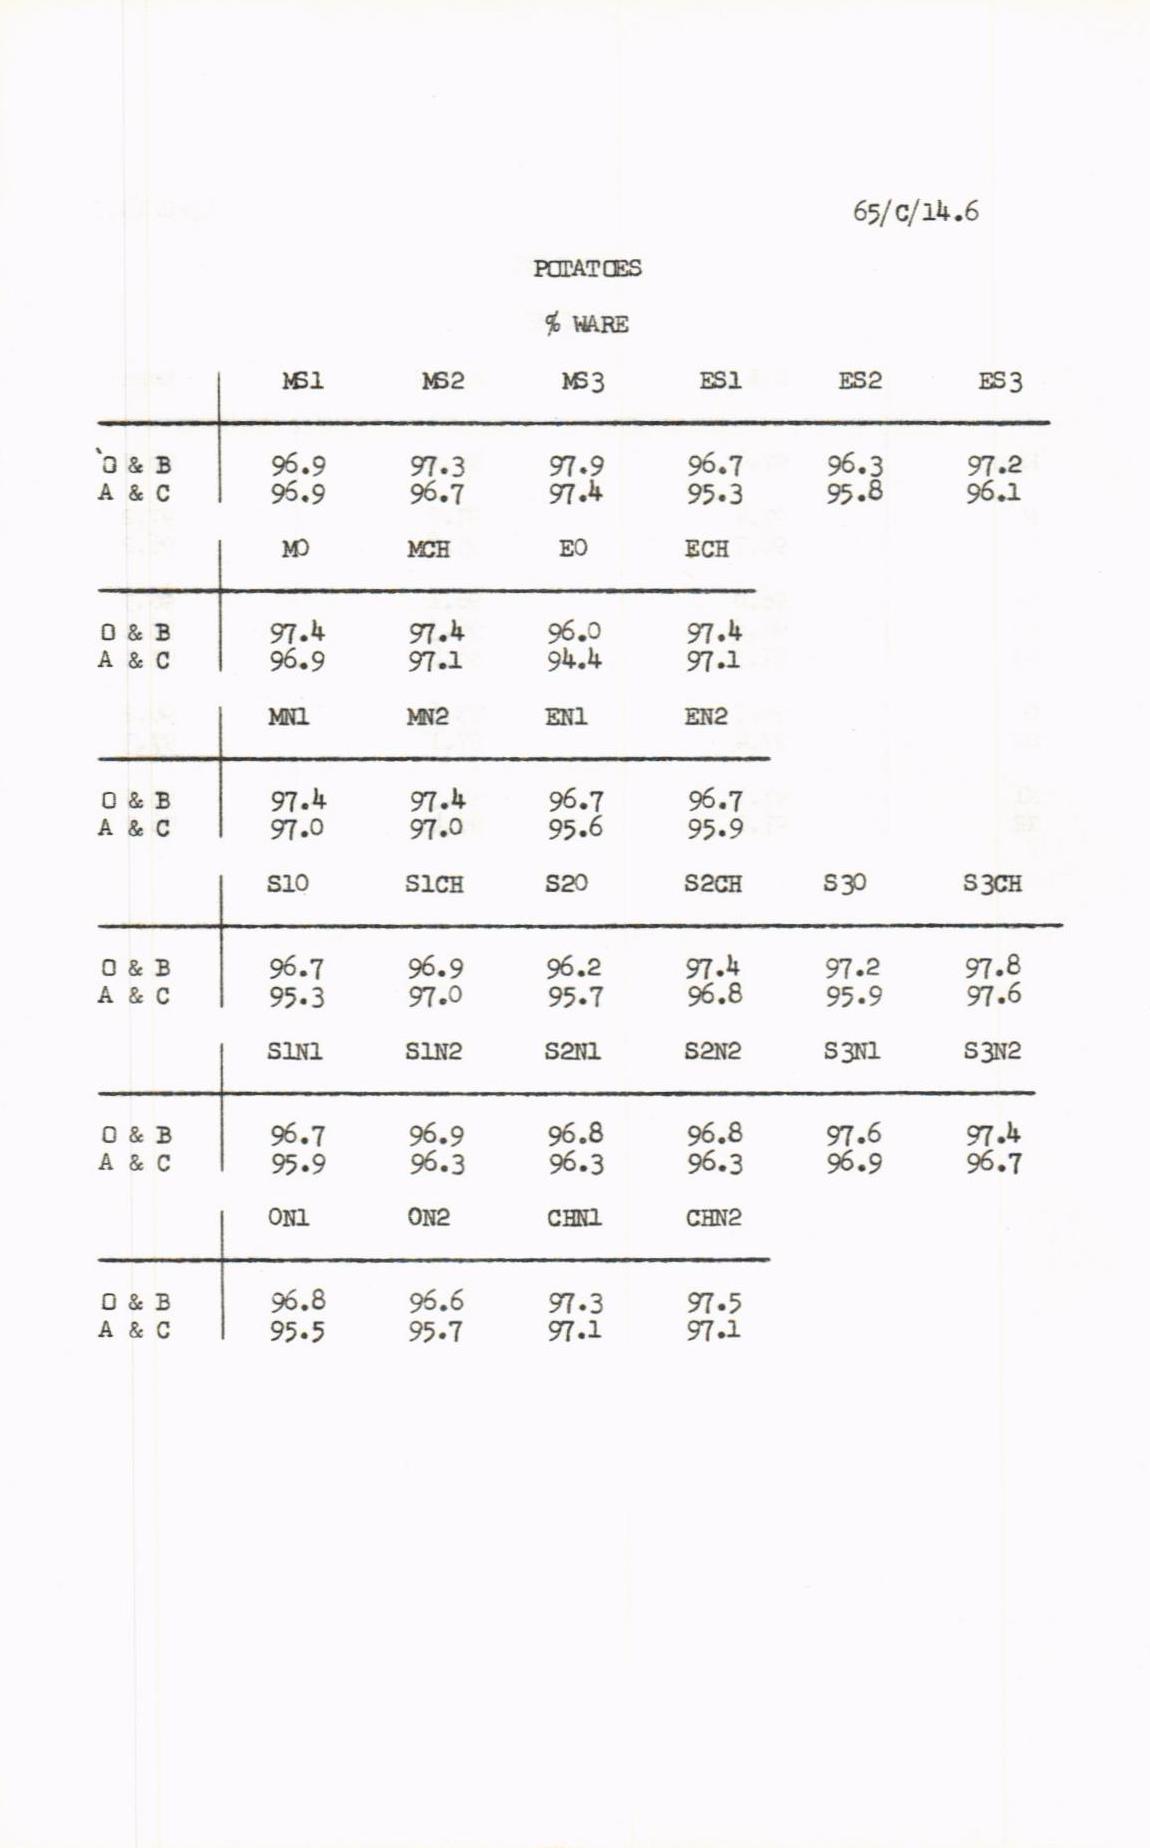 65/C/14.6
POTATOES
% WARE
MS1 MS2 MS3 ES1 ES2 ES3
O & B 96.9 97.3 97.9 96.7 96.3 97.2
A & C 96.9 96.7 97.4 95.3 95.8 96.1
MO MCH EO ECH
O & B 97.4 97.4 96.0 97.4
A & C 96.9 97.1 94.4 97.1
MN1 MN2 EN1 EN2
O & B 97.4 97.4 96.7 96.7
A & C 97.0 97.0 95.6 95.9
S1O S1CH S2O S2CH S3O S3CH
O & B 96.7 96.9 96.2 97.4 97.2 97.8
A & C 95.3 97.0 95.7 96.8 95.9 97.6
S1N1 S1N2 S2N1 S2N2 S3N1 S3N2
O & B 96.7 96.9 96.8 96.8 97.6 97.4
A & C 95.9 96.3 96.3 96.3 96.9 96.7
ON1 ON2 CHN1 CHN2
O & B 96.8 96.6 97.3 97.5
A & C 95.5 95.7 97.1 97.1